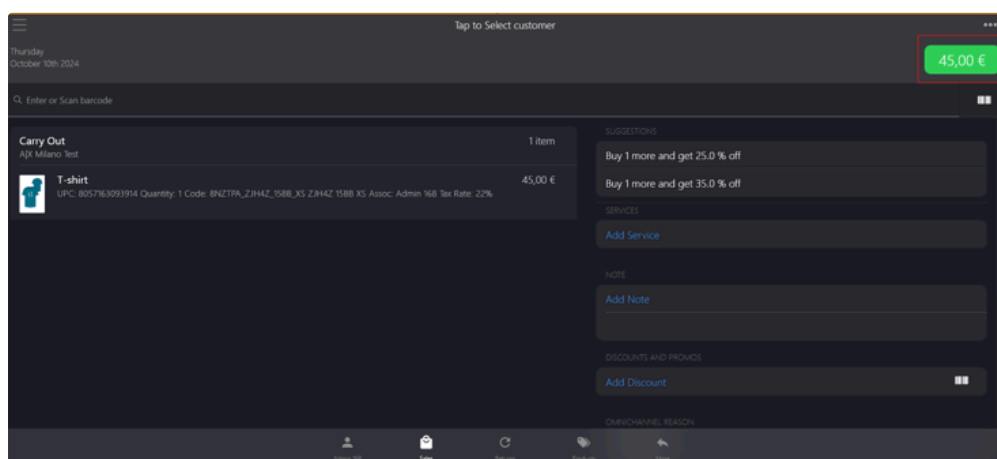 Tap to Select customer
Thursday
October 10th 2024
45,00 €
Enter or Scan barcode
Carry Out
1 item
AJX Milano Test
T-shirt
45,00 €
UPC: 8057163093914 Quantity: 1 Code: 8NZTPA_ZJH4Z_15BB_XS ZJH4Z 15BB XS Assoc: Admin 168 Tax Rate: 22%
SUGGESTIONS
Buy 1 more and get 25.0 % off
Buy 1 more and get 35.0 % off
SERVICES
Add Service
NOTE
Add Note
DISCOUNTS AND PROMOS
Add Discount
OMNICHANNEL REASON